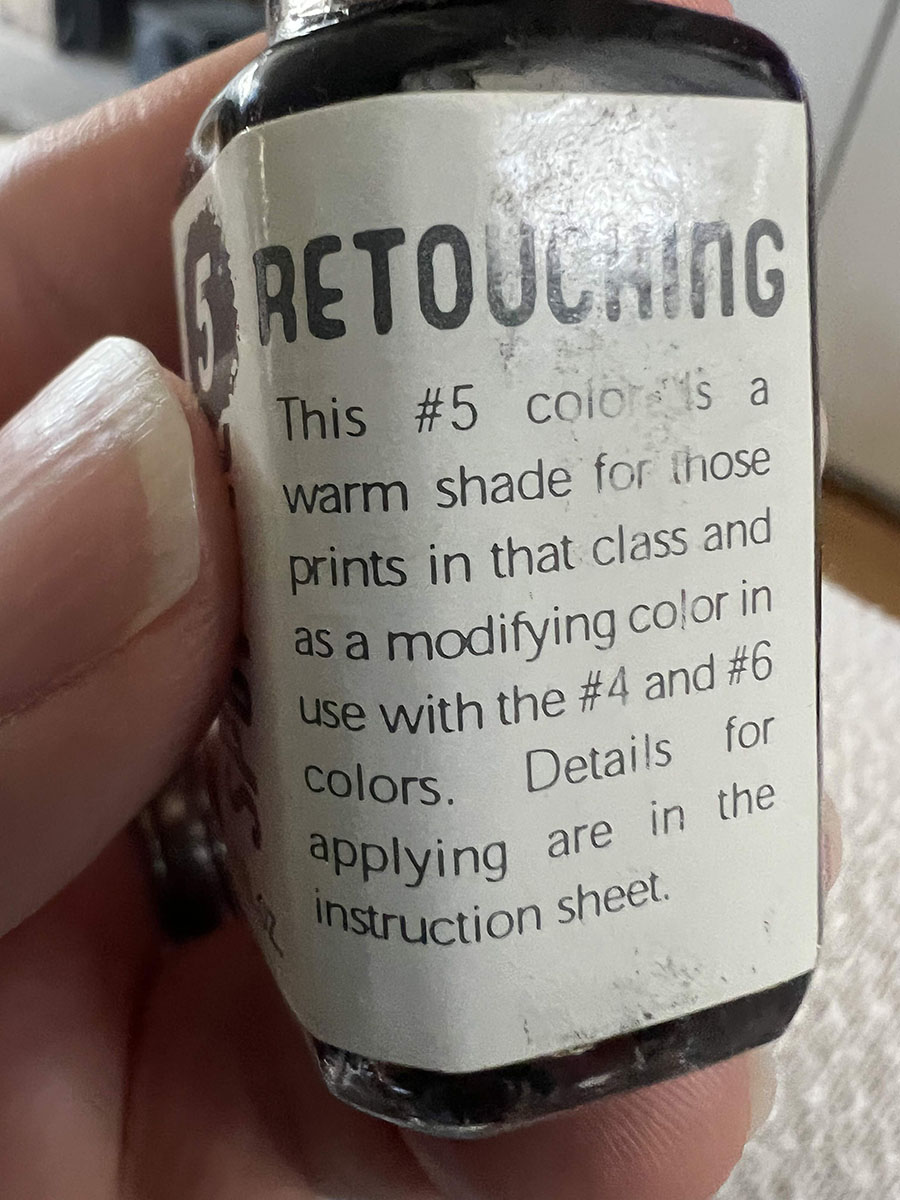 5
RETOUCHING
This #5 color is a
warm shade for those
prints in that class and
as a modifying color in
use with the #4 and #6
colors. Details for
applying are in the
instruction sheet.